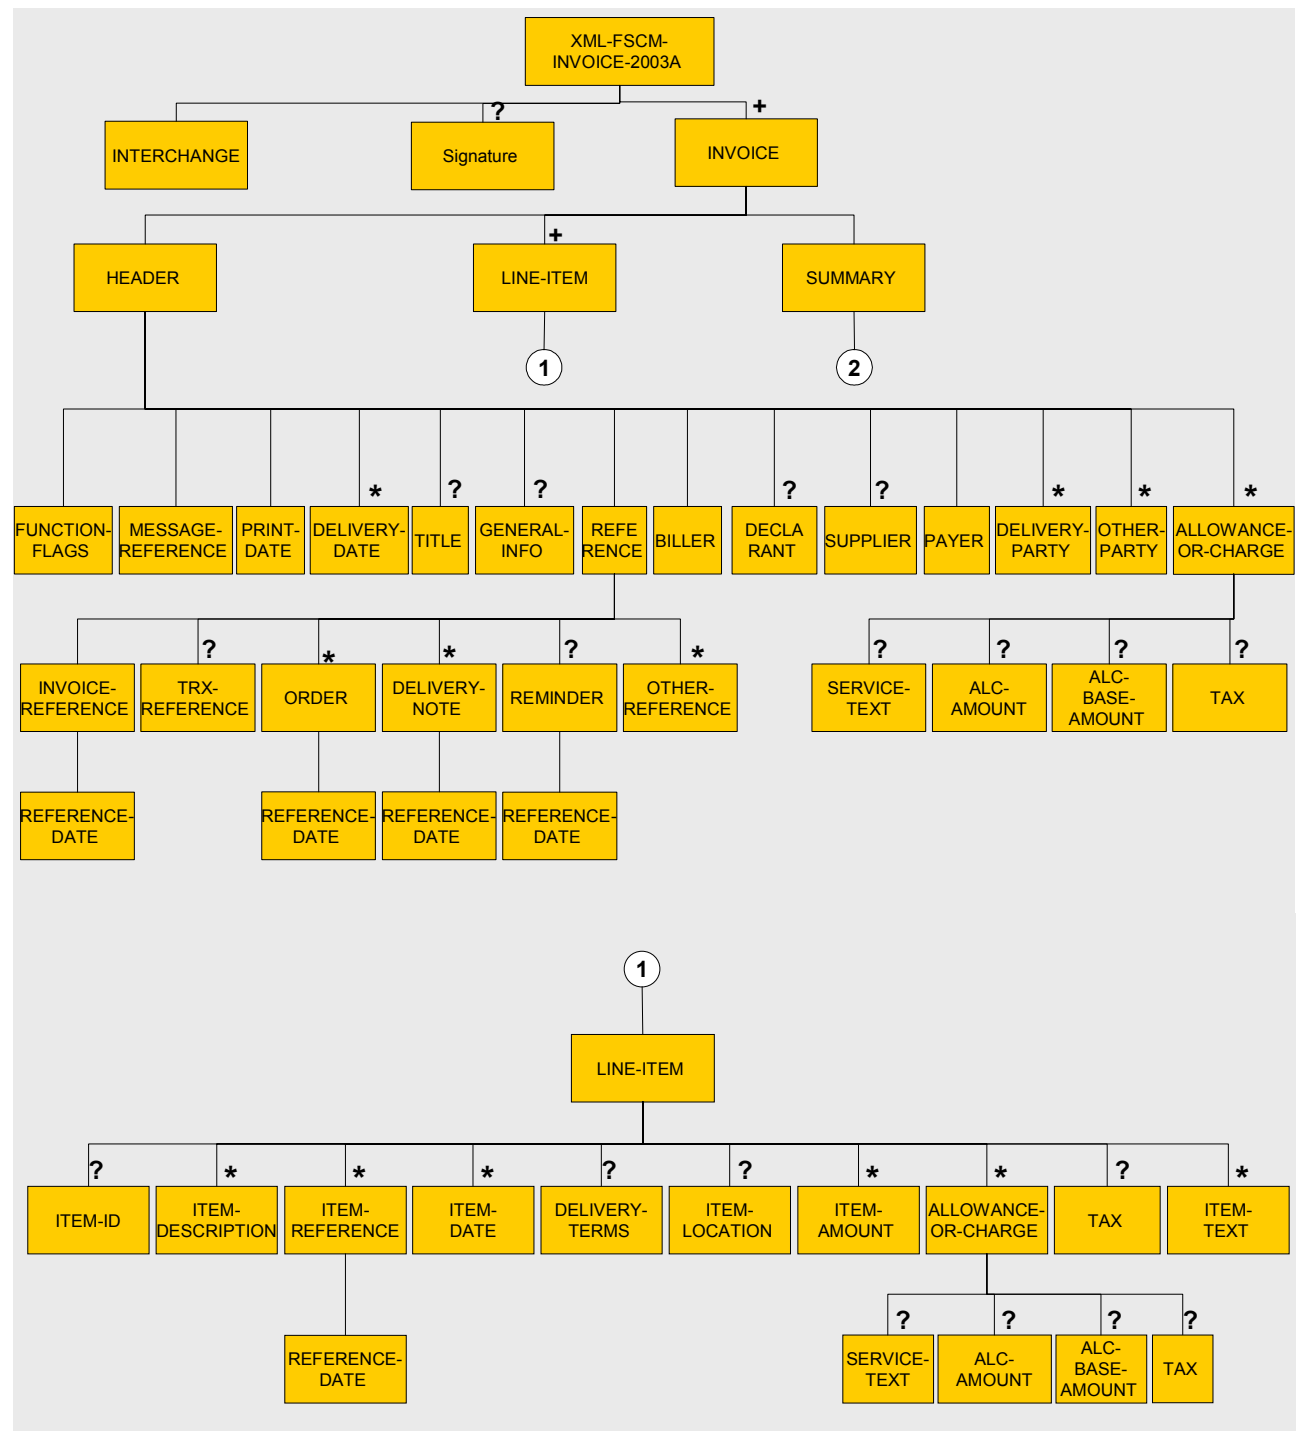 XML-FSCM-
INVOICE-2003A
?
+
INTERCHANGE
Signature
INVOICE
+
HEADER
LINE-ITEM
SUMMARY
1
2
*
?
?
?
?
*
*
*
FUNCTION-
FLAGS
MESSAGE-
REFERENCE
PRINT-
DATE
DELIVERY-
DATE
TITLE
GENERAL-
INFO
REFE
RENCE
BILLER
DECLA
RANT
SUPPLIER
PAYER
DELIVERY-
PARTY
OTHER-
PARTY
ALLOWANCE-
OR-CHARGE
?
*
*
?
*
?
?
?
?
INVOICE-
REFERENCE
TRX-
REFERENCE
ORDER
DELIVERY-
NOTE
REMINDER
OTHER-
REFERENCE
SERVICE-
TEXT
ALC-
AMOUNT
ALC-
BASE-
AMOUNT
TAX
REFERENCE-
DATE
REFERENCE-
DATE
REFERENCE-
DATE
REFERENCE-
DATE
1
LINE-ITEM
?
*
*
*
?
?
*
*
?
*
ITEM-ID
ITEM-
DESCRIPTION
ITEM-
REFERENCE
ITEM-
DATE
DELIVERY-
TERMS
ITEM-
LOCATION
ITEM-
AMOUNT
ALLOWANCE-
OR-CHARGE
TAX
ITEM-
TEXT
?
?
?
?
REFERENCE-
DATE
SERVICE-
TEXT
ALC-
AMOUNT
ALC-
BASE-
AMOUNT
TAX